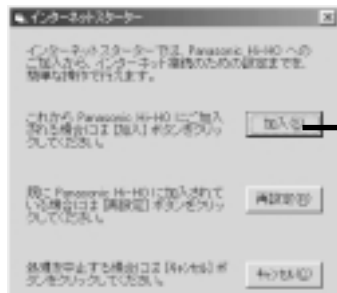 インターネットスターター
インターネットスターターでは、Panasonic Hi-HO への
ご加入から、インターネット接続のための設定までを、
簡単な操作で行えます。
これから Panasonic Hi-HO にご加入
される場合には [加入] ボタンをクリッ
クしてください。
加入(S)
既に Panasonic Hi-HO に加入されて
いる場合には [再設定] ボタンをクリッ
クしてください。
再設定(R)
処理を中止する場合には [キャンセル] ボ
タンをクリックしてください。
キャンセル(C)